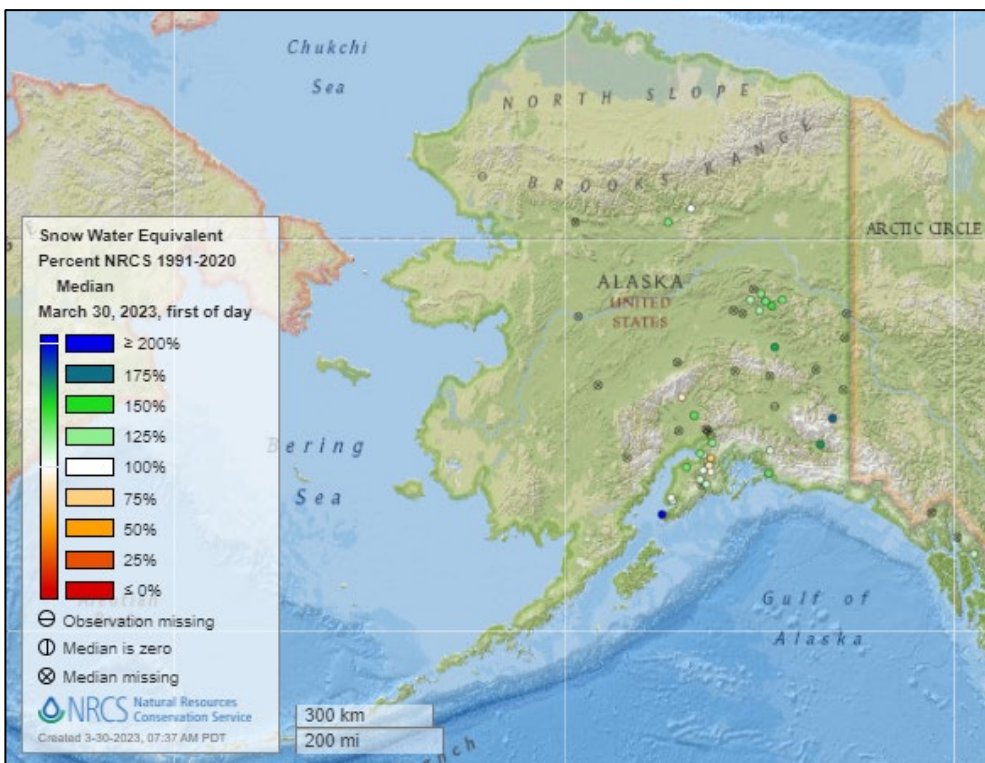 Chukchi
Sea
NORTH SLOPE
BROOKS RANGE
ARCTIC CIRCLE
ALASKA
UNITED
STATES
Bering
Sea
Gulf of
Alaska
Snow Water Equivalent
Percent NRCS 1991-2020
Median
March 30, 2023, first of day
≥ 200%
175%
150%
125%
100%
75%
50%
25%
≤ 0%
Observation missing
Median is zero
Median missing
NRCS Natural Resources
Conservation Service
Created 3-30-2023, 07:37 AM PDT
300 km
200 mi